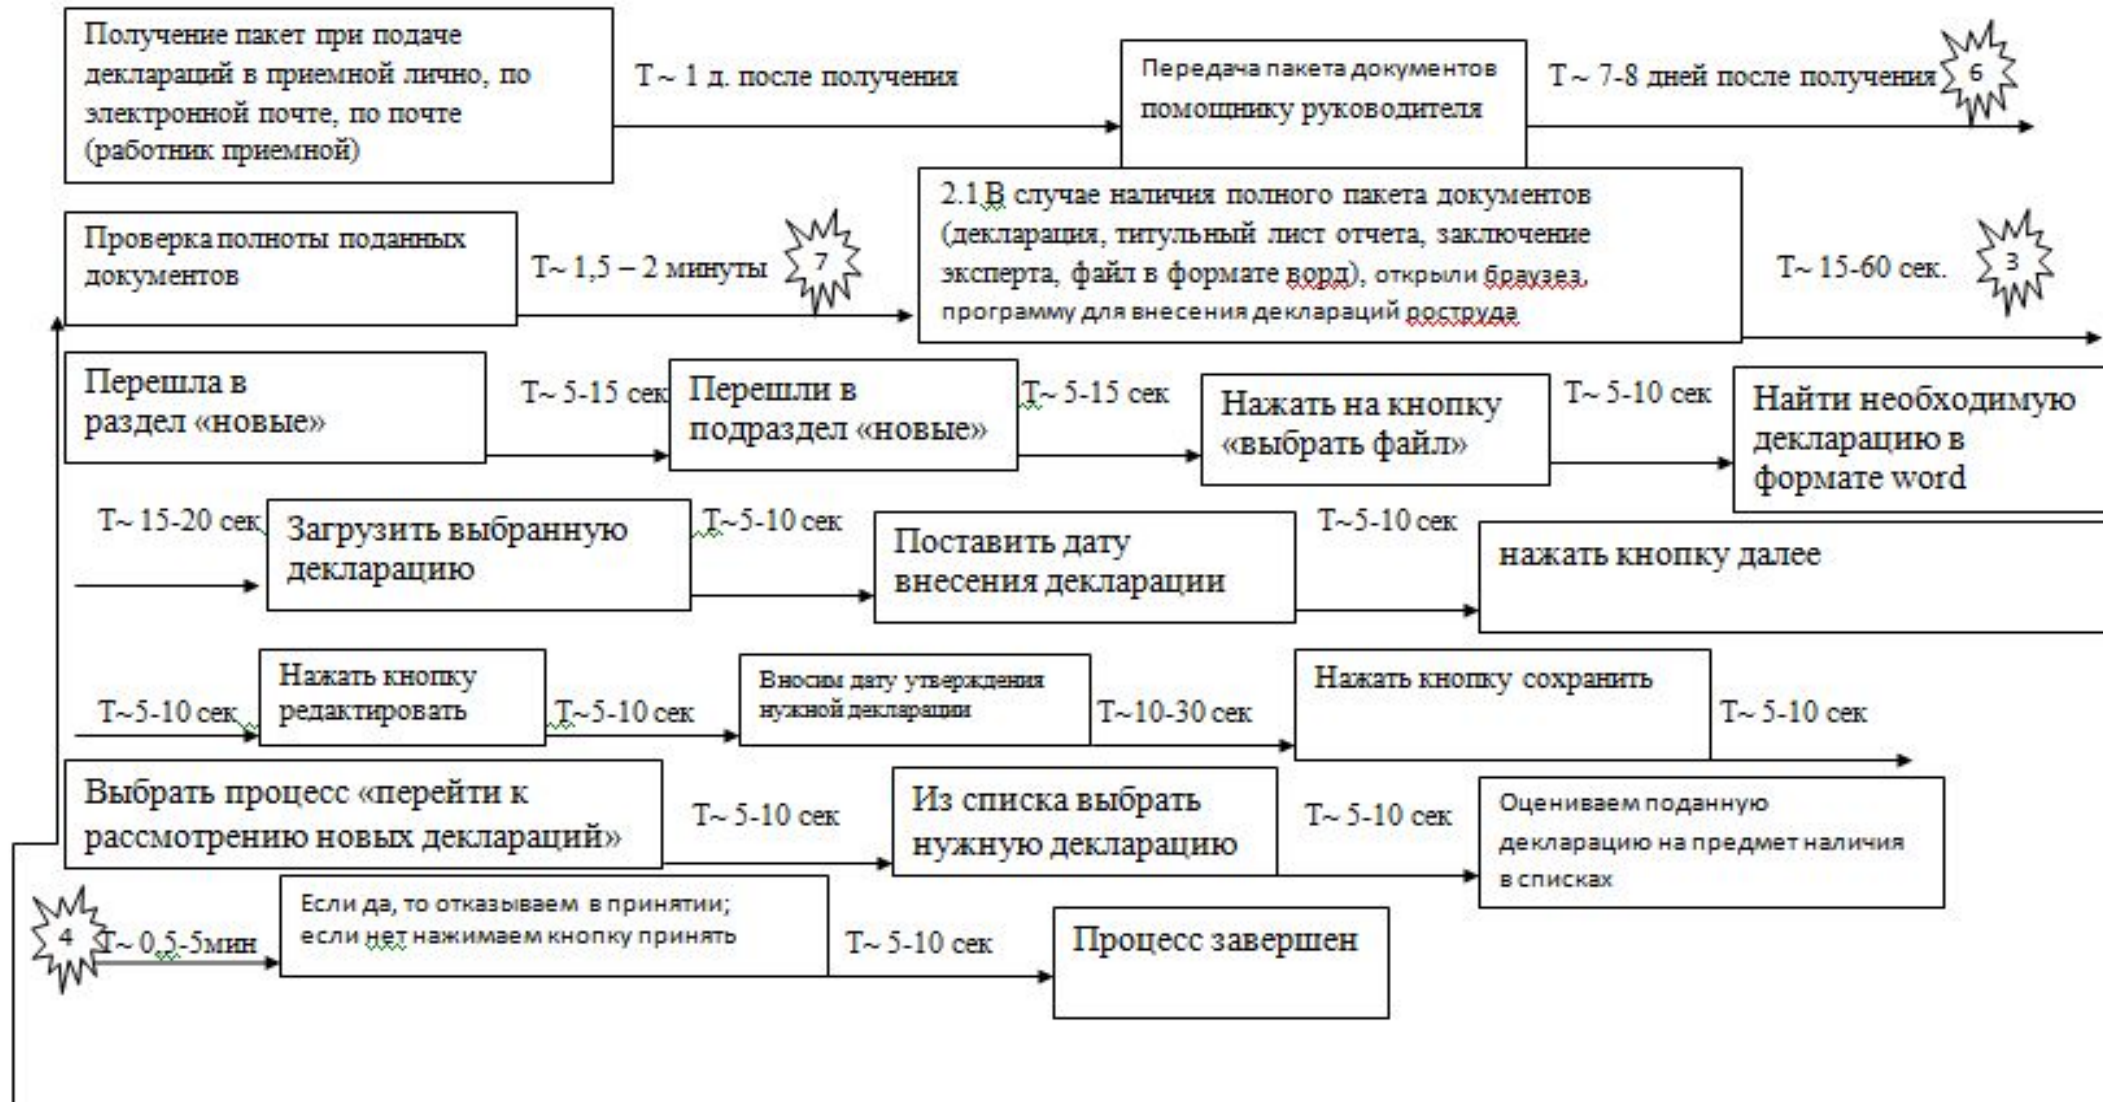 Получение пакет при подаче
деклараций в приемной лично, по
электронной почте, по почте
(работник приемной)
T ~ 1 д. после получения
Передача пакета документов
помощнику руководителя
T ~ 7-8 дней после получения
6
Проверка полноты поданных
документов
T~ 1,5 – 2 минуты
7
2.1 В случае наличия полного пакета документов
(декларация, титульный лист отчета, заключение
эксперта, файл в формате ворд), открыли браузез,
программу для внесения деклараций роструда
T~ 15-60 сек.
3
Перешла в
раздел «новые»
T~ 5-15 сек
Перешли в
подраздел «новые»
T~ 5-15 сек
Нажать на кнопку
«выбрать файл»
T~ 5-10 сек
Найти необходимую
декларацию в
формате word
T~ 15-20 сек
Загрузить выбранную
декларацию
T~5-10 сек
Поставить дату
внесения декларации
T~5-10 сек
нажать кнопку далее
T~5-10 сек
Нажать кнопку
редактировать
T~5-10 сек
Вносим дату утверждения
нужной декларации
T~10-30 сек
Нажать кнопку сохранить
T~ 5-10 сек
Выбрать процесс «перейти к
рассмотрению новых деклараций»
T~ 5-10 сек
Из списка выбрать
нужную декларацию
T~ 5-10 сек
Оцениваем поданную
декларацию на предмет наличия
в списках
4
T~ 0,5-5мин
Если да, то отказываем в принятии;
если нет нажимаем кнопку принять
T~ 5-10 сек
Процесс завершен